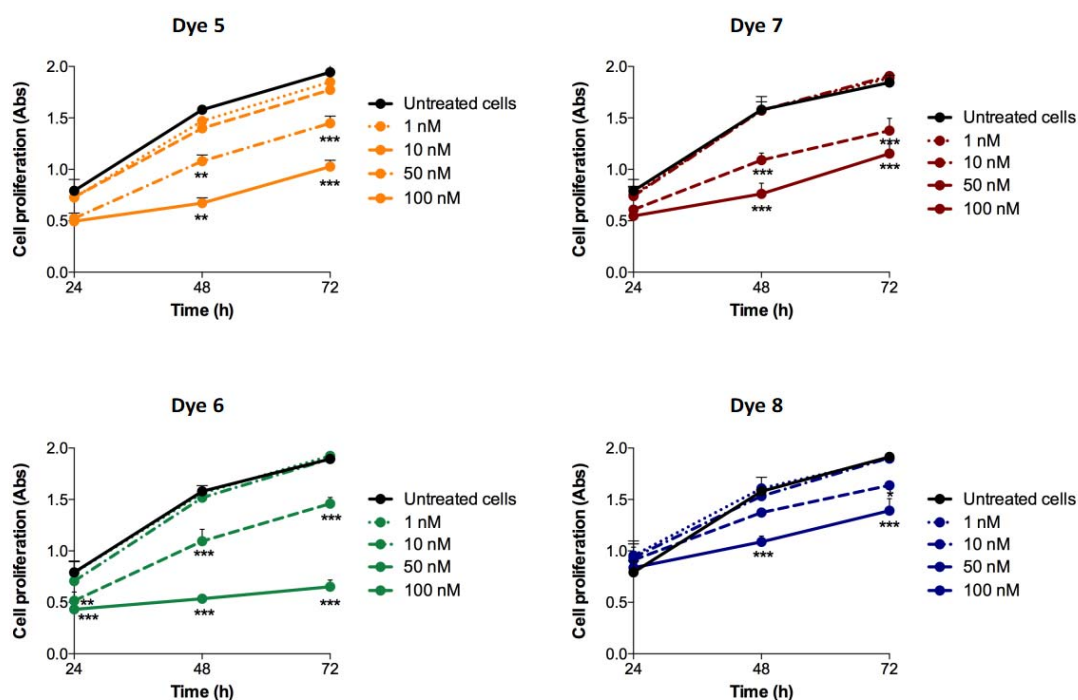 Dye 5
Cell proliferation (Abs)
2.0
1.5
1.0
0.5
0.0
24
48
72
Time (h)
**
**
***
***
Untreated cells
1 nM
10 nM
50 nM
100 nM
Dye 7
Cell proliferation (Abs)
2.0
1.5
1.0
0.5
0.0
24
48
72
Time (h)
***
***
***
***
Untreated cells
1 nM
10 nM
50 nM
100 nM
Dye 6
Cell proliferation (Abs)
2.0
1.5
1.0
0.5
0.0
24
48
72
Time (h)
**
***
***
***
***
***
Untreated cells
1 nM
10 nM
50 nM
100 nM
Dye 8
Cell proliferation (Abs)
2.0
1.5
1.0
0.5
0.0
24
48
72
Time (h)
***
*
***
Untreated cells
1 nM
10 nM
50 nM
100 nM